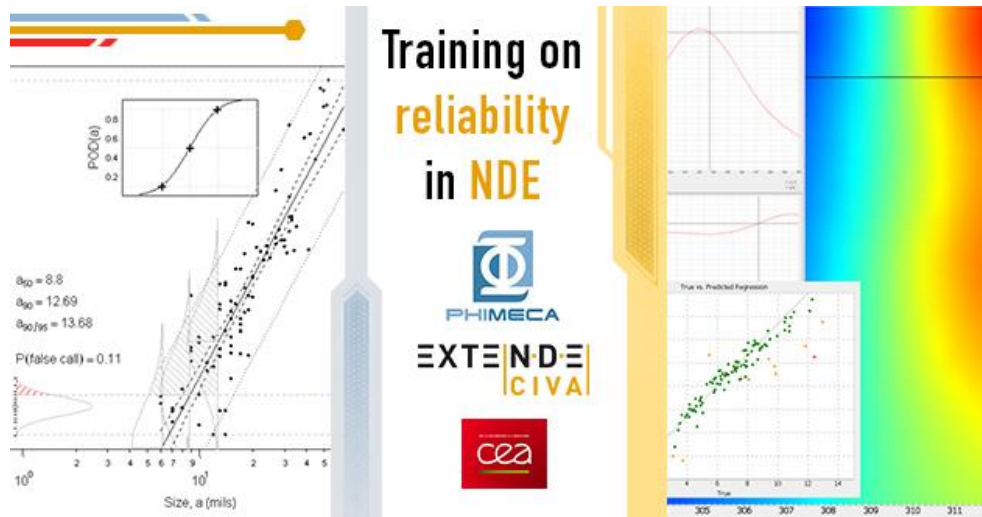 Training on
reliability
in NDE
PHIMECA
EXTENDE
CIVA
cea
POD(a)
0.8
0.6
0.4
0.2
a50 = 8.8
a90 = 12.69
a90/95 = 13.68
P(false call) = 0.11
2 3 4 5 6 7 9 2 3 4 5
10^0 10^1
Size, a (mils)
True vs. Predicted Regression
4 6 8 10 12 14
True
305 306 307 308 309 310 311